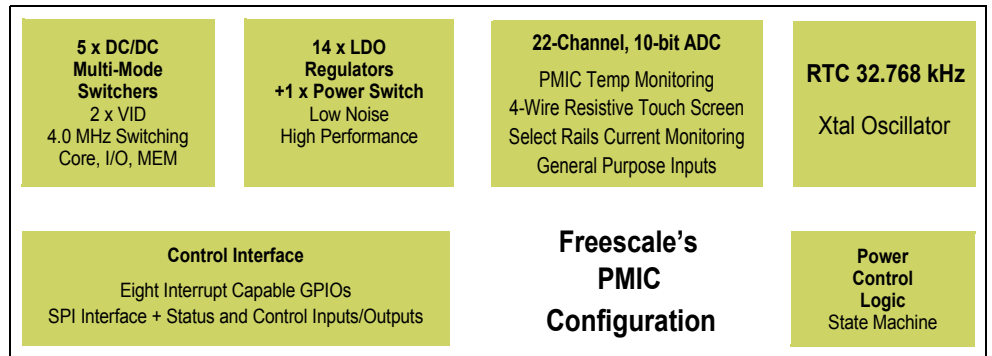 5 x DC/DC
Multi-Mode
Switchers
2 x VID
4.0 MHz Switching
Core, I/O, MEM
14 x LDO
Regulators
+1 x Power Switch
Low Noise
High Performance
22-Channel, 10-bit ADC
PMIC Temp Monitoring
4-Wire Resistive Touch Screen
Select Rails Current Monitoring
General Purpose Inputs
RTC 32.768 kHz
Xtal Oscillator
Control Interface
Eight Interrupt Capable GPIOs
SPI Interface + Status and Control Inputs/Outputs
Freescale's
PMIC
Configuration
Power
Control
Logic
State Machine